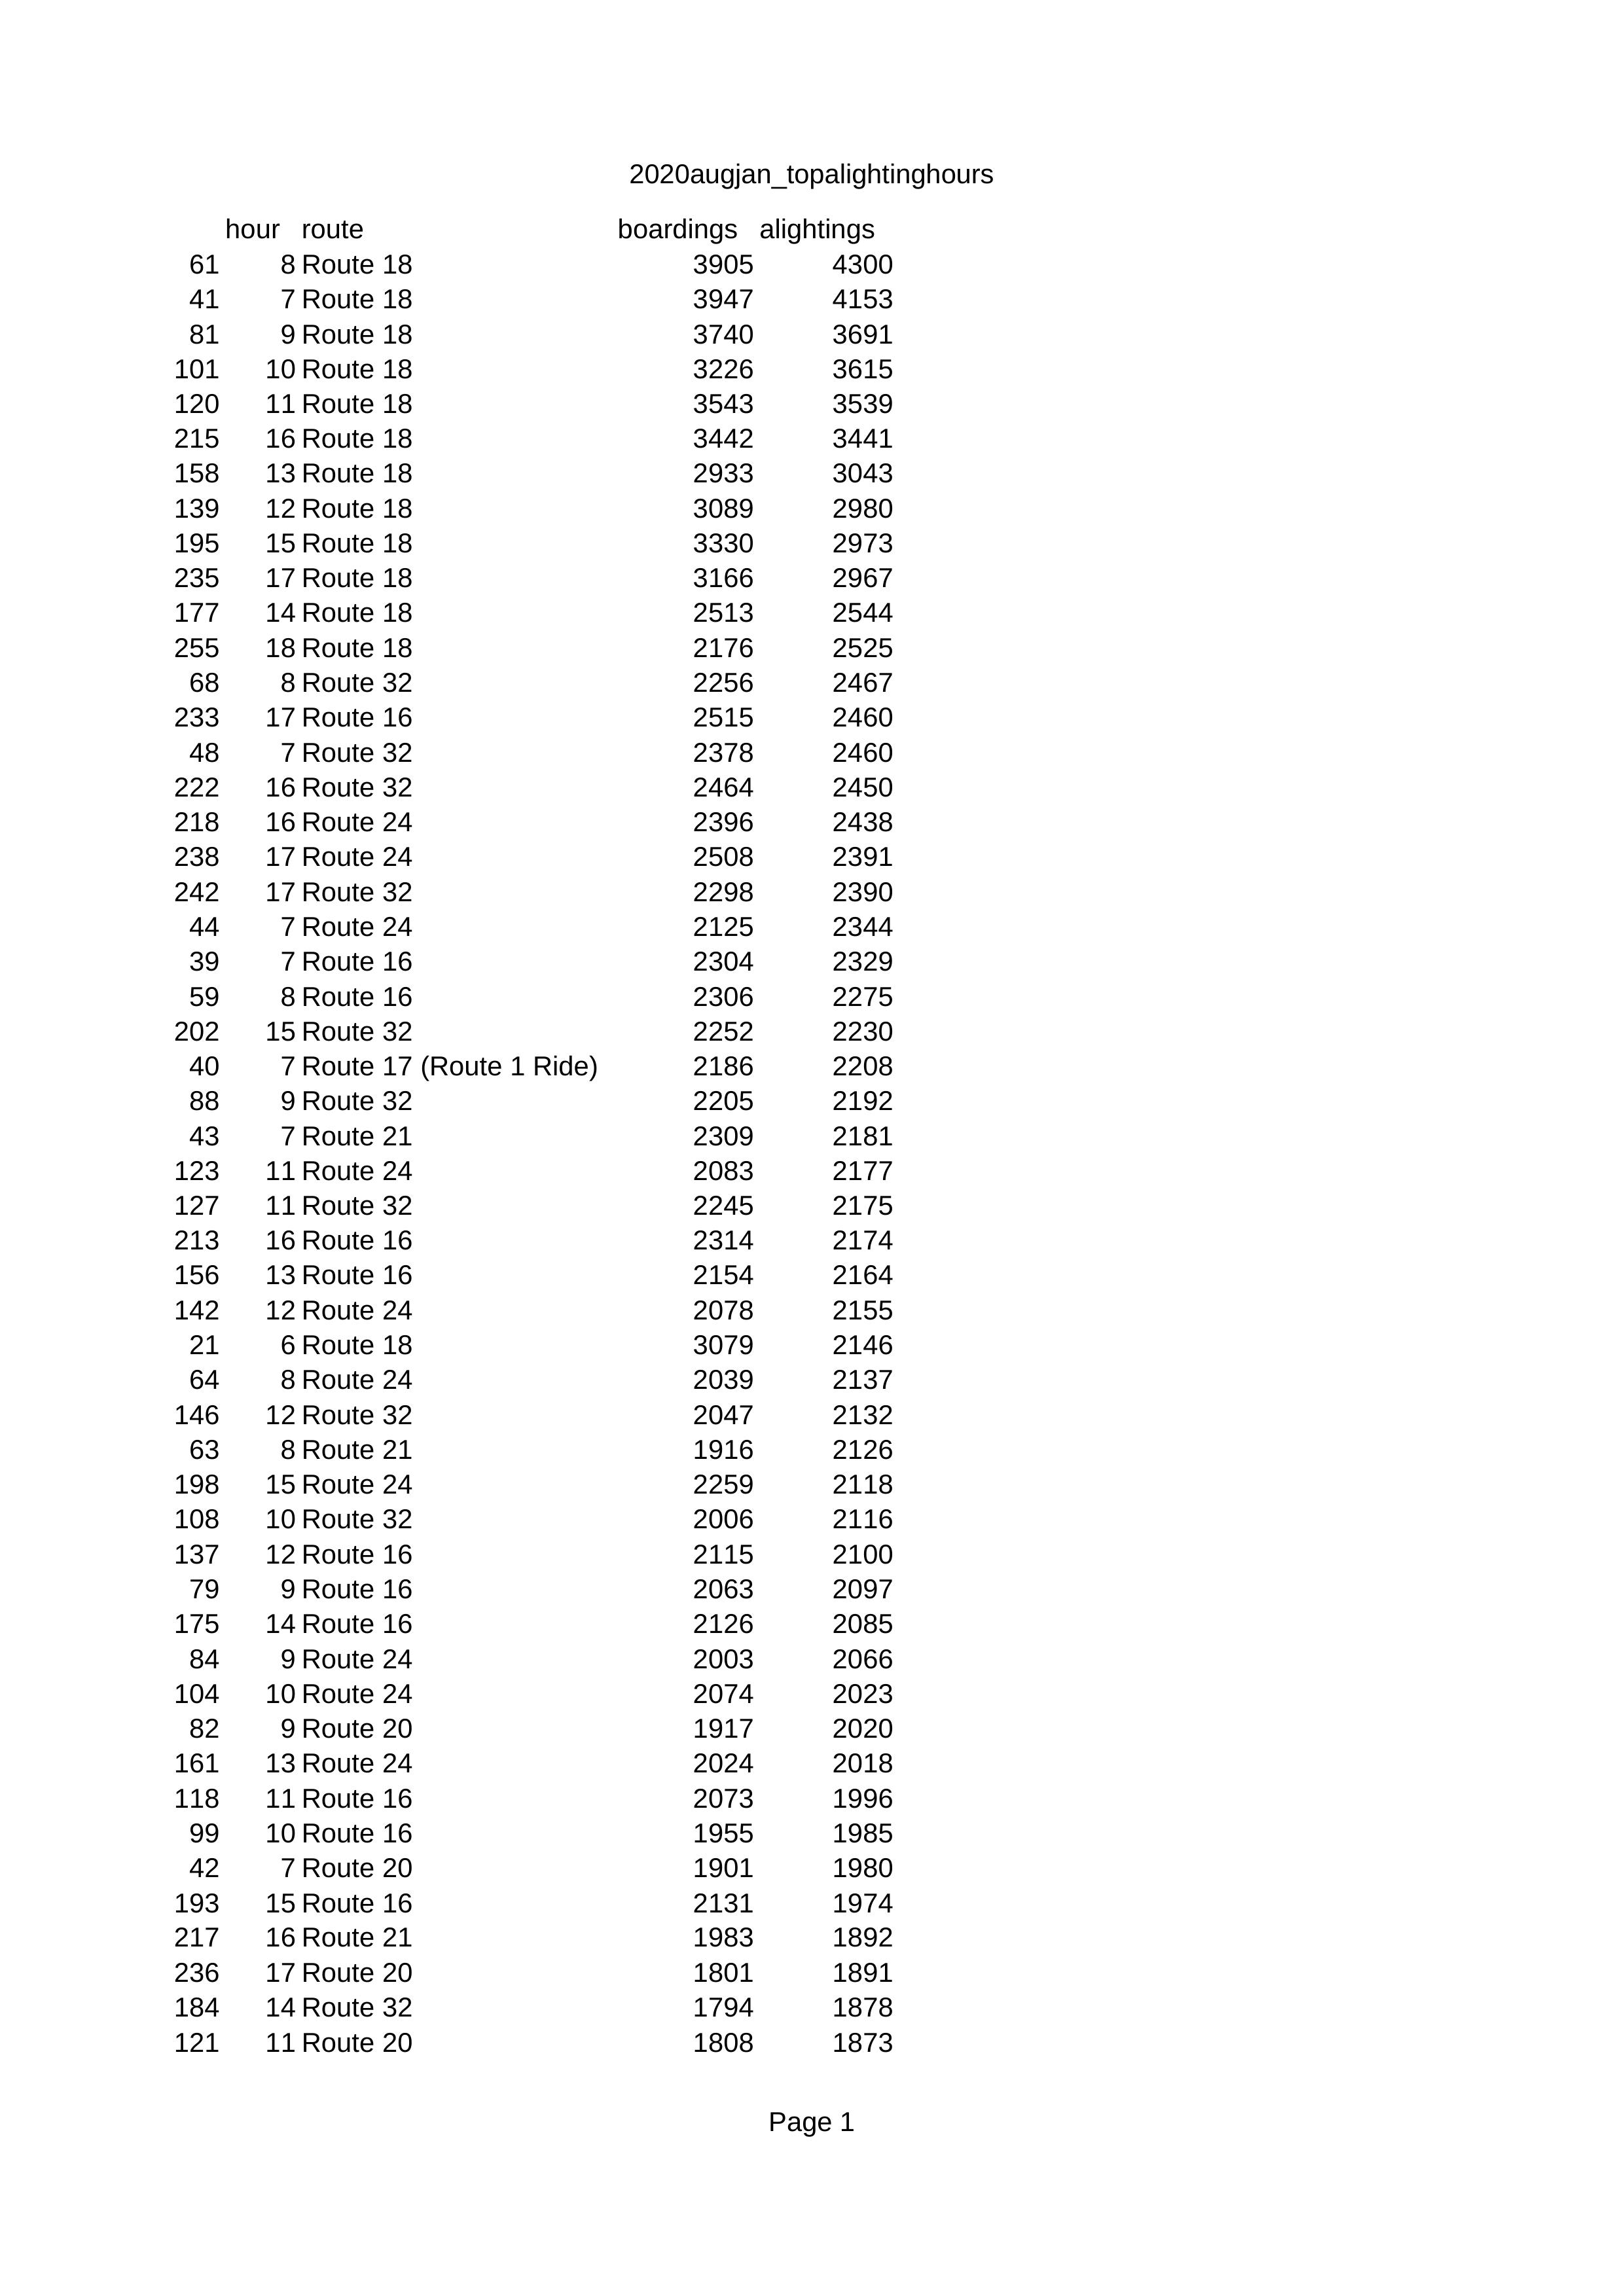 2020augjan_topalightinghours
hour route boardings alightings
61 8 Route 18 3905 4300
41 7 Route 18 3947 4153
81 9 Route 18 3740 3691
101 10 Route 18 3226 3615
120 11 Route 18 3543 3539
215 16 Route 18 3442 3441
158 13 Route 18 2933 3043
139 12 Route 18 3089 2980
195 15 Route 18 3330 2973
235 17 Route 18 3166 2967
177 14 Route 18 2513 2544
255 18 Route 18 2176 2525
68 8 Route 32 2256 2467
233 17 Route 16 2515 2460
48 7 Route 32 2378 2460
222 16 Route 32 2464 2450
218 16 Route 24 2396 2438
238 17 Route 24 2508 2391
242 17 Route 32 2298 2390
44 7 Route 24 2125 2344
39 7 Route 16 2304 2329
59 8 Route 16 2306 2275
202 15 Route 32 2252 2230
40 7 Route 17 (Route 1 Ride) 2186 2208
88 9 Route 32 2205 2192
43 7 Route 21 2309 2181
123 11 Route 24 2083 2177
127 11 Route 32 2245 2175
213 16 Route 16 2314 2174
156 13 Route 16 2154 2164
142 12 Route 24 2078 2155
21 6 Route 18 3079 2146
64 8 Route 24 2039 2137
146 12 Route 32 2047 2132
63 8 Route 21 1916 2126
198 15 Route 24 2259 2118
108 10 Route 32 2006 2116
137 12 Route 16 2115 2100
79 9 Route 16 2063 2097
175 14 Route 16 2126 2085
84 9 Route 24 2003 2066
104 10 Route 24 2074 2023
82 9 Route 20 1917 2020
161 13 Route 24 2024 2018
118 11 Route 16 2073 1996
99 10 Route 16 1955 1985
42 7 Route 20 1901 1980
193 15 Route 16 2131 1974
217 16 Route 21 1983 1892
236 17 Route 20 1801 1891
184 14 Route 32 1794 1878
121 11 Route 20 1808 1873
Page 1